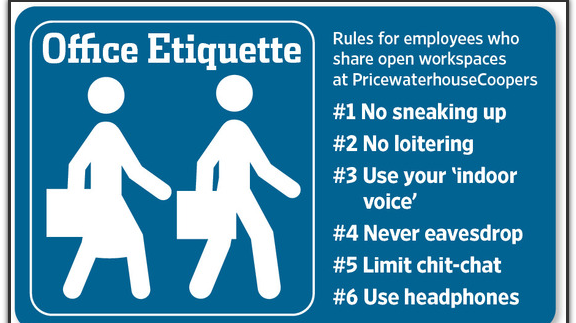 Office Etiquette
Rules for employees who
share open workspaces
at PricewaterhouseCoopers
#1 No sneaking up
#2 No loitering
#3 Use your ‘indoor
voice’
#4 Never eavesdrop
#5 Limit chit-chat
#6 Use headphones